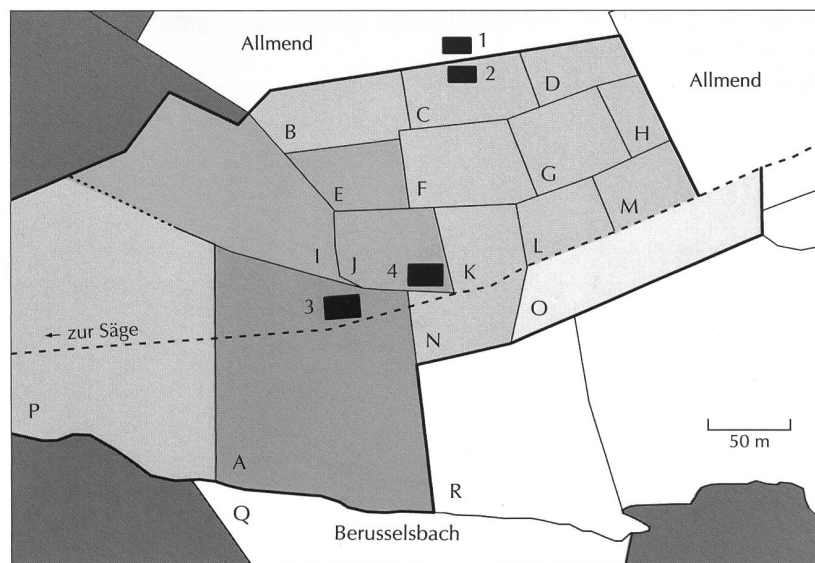 Allmend
1
2
Allmend
B
C
D
E
F
G
H
I
J
4
K
L
M
3
← zur Säge
N
O
P
A
50 m
Q
R
Berusselsbach